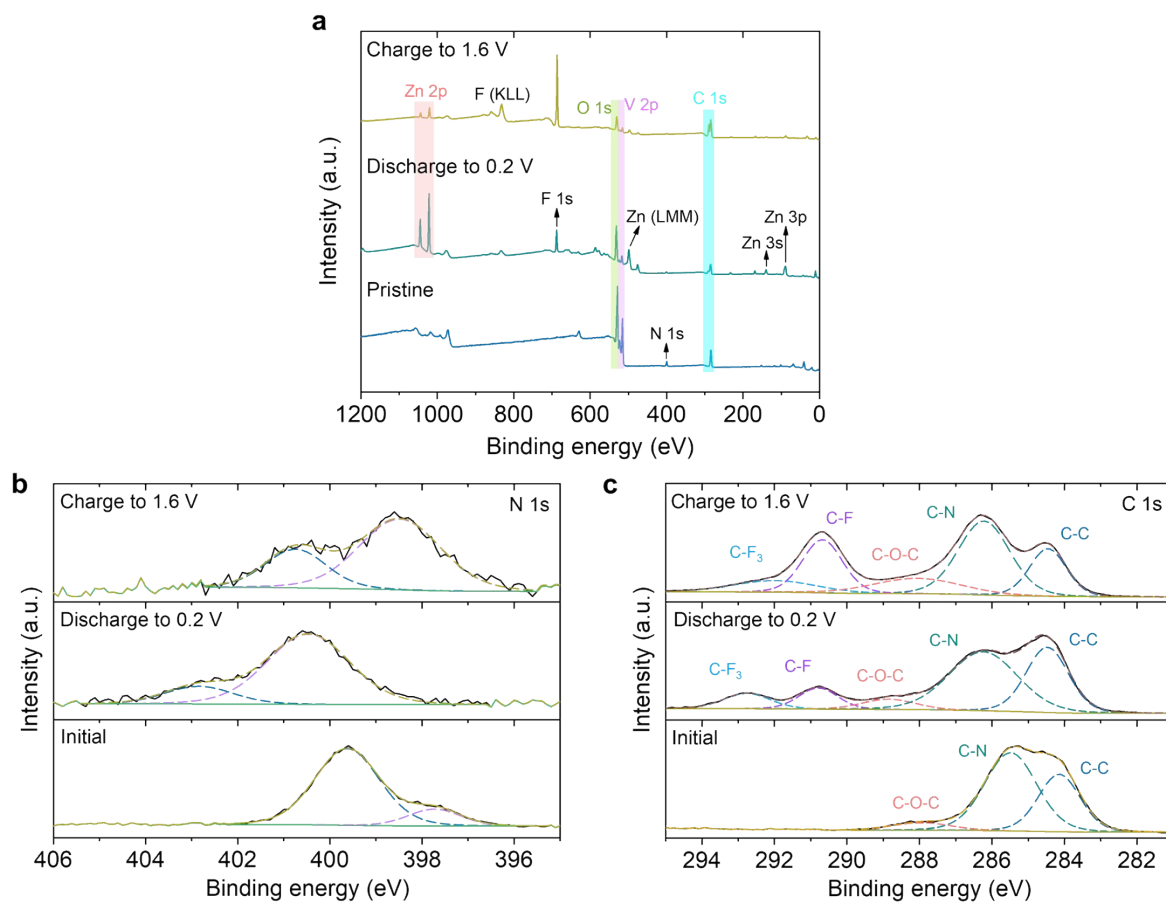 a
Charge to 1.6 V
Zn 2p
F (KLL)
O 1s
V 2p
C 1s
Discharge to 0.2 V
F 1s
Zn (LMM)
Zn 3s
Zn 3p
Pristine
N 1s
Intensity (a.u.)
1200 1000 800 600 400 200 0
Binding energy (eV)
b
Charge to 1.6 V
N 1s
Discharge to 0.2 V
Initial
Intensity (a.u.)
406 404 402 400 398 396
Binding energy (eV)
c
Charge to 1.6 V
C 1s
C-F₃
C-F
C-O-C
C-N
C-C
Discharge to 0.2 V
C-F₃
C-F
C-O-C
C-N
C-C
Initial
C-O-C
C-N
C-C
Intensity (a.u.)
294 292 290 288 286 284 282
Binding energy (eV)